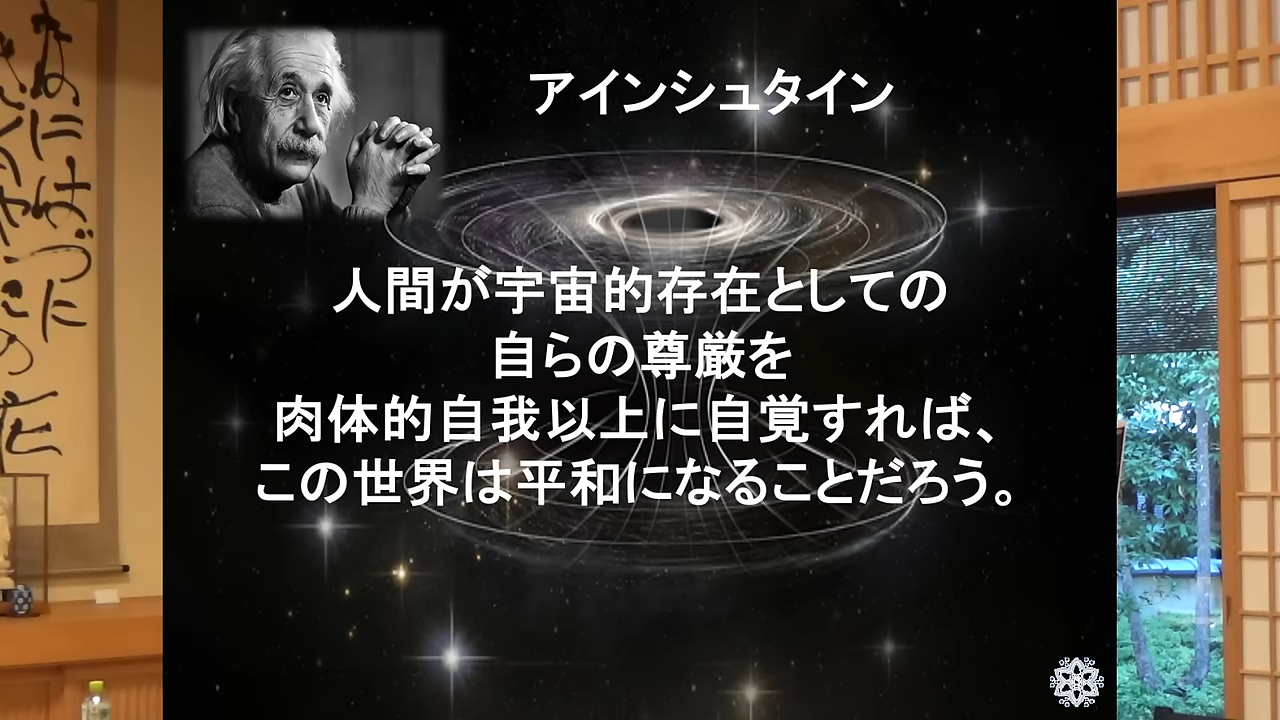 アインシュタイン
人間が宇宙的存在としての
自らの尊厳を
肉体的自我以上に自覚すれば、
この世界は平和になることだろう。